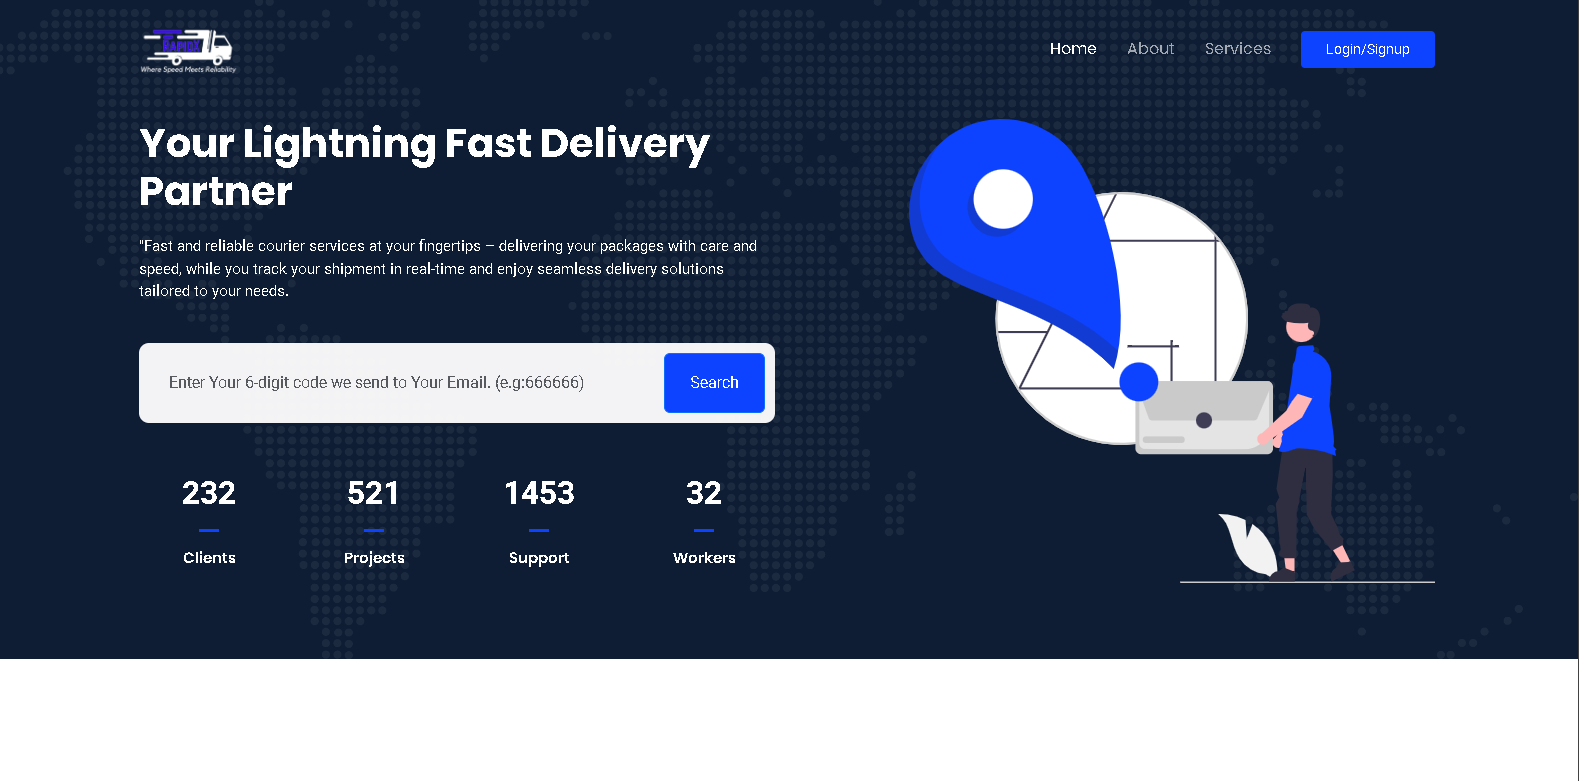 RAPIDX
Where Speed Meets Reliability
Home
About
Services
Login/Signup
Your Lightning Fast Delivery
Partner
"Fast and reliable courier services at your fingertips – delivering your packages with care and
speed, while you track your shipment in real-time and enjoy seamless delivery solutions
tailored to your needs.
Enter Your 6-digit code we send to Your Email. (e.g:666666)
Search
232
521
1453
32
Clients
Projects
Support
Workers